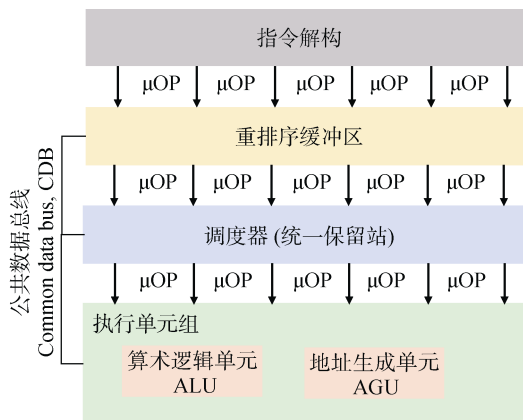 指令解构
μOP μOP μOP μOP μOP
重排序缓冲区
μOP μOP μOP μOP μOP
调度器 (统一保留站)
μOP μOP μOP μOP μOP
执行单元组
算术逻辑单元
ALU
地址生成单元
AGU
公共数据总线
Common data bus, CDB